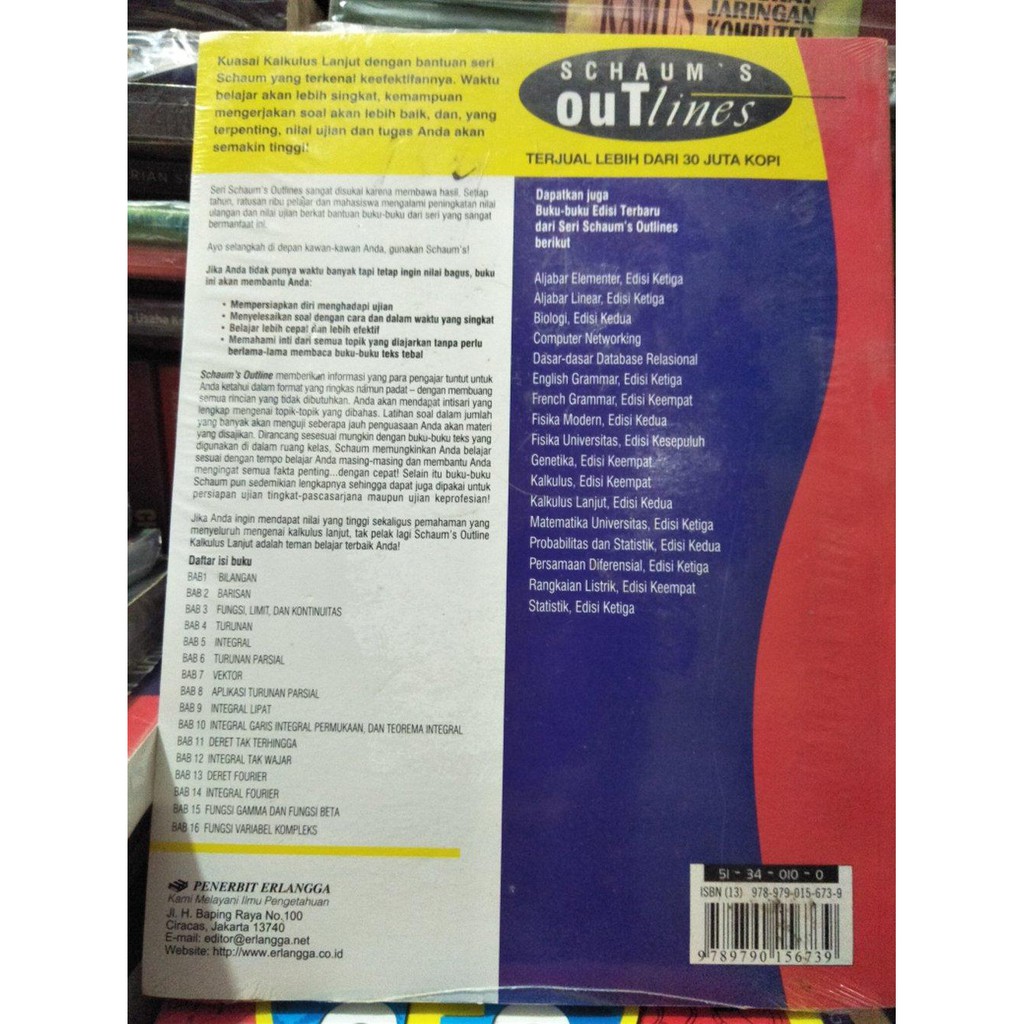 KAMUS
JARINGAN
KOMPUTER
Kuasai Kalkulus Lanjut dengan bantuan seri
Schaum yang terkenal keefektifannya. Waktu
belajar akan lebih singkat, kemampuan
mengerjakan soal akan lebih baik, dan, yang
terpenting, nilai ujian dan tugas Anda akan
semakin tinggi!
SCHAUM'S
ouTlines
TERJUAL LEBIH DARI 30 JUTA KOPI
Seri Schaum's Outlines sangat disukai karena membawa hasil. Setiap
tahun, ratusan ribu pelajar dan mahasiswa mengalami peningkatan nilai
ulangan dan nilai ujian berkat bantuan buku-buku dari seri yang sangat
bermanfaat ini.
Ayo selangkah di depan kawan-kawan Anda, gunakan Schaum's!
Jika Anda tidak punya waktu banyak tapi tetap ingin nilai bagus, buku
ini akan membantu Anda:
• Mempersiapkan diri menghadapi ujian
• Menyelesaikan soal dengan cara dan dalam waktu yang singkat
• Belajar lebih cepat dan lebih efektif
• Memahami inti dari semua topik yang diajarkan tanpa perlu
berlama-lama membaca buku-buku teks tebal
Schaum's Outline memberikan informasi yang para pengajar tuntut untuk
Anda ketahui dalam format yang ringkas namun padat – dengan membuang
semua rincian yang tidak dibutuhkan. Anda akan mendapat intisari yang
lengkap mengenai topik-topik yang dibahas. Latihan soal dalam jumlah
yang banyak akan menguji seberapa jauh penguasaan Anda akan materi
yang disajikan. Dirancang sesesuai mungkin dengan buku-buku teks yang
digunakan di dalam ruang kelas, Schaum memungkinkan Anda belajar
sesuai dengan tempo belajar Anda masing-masing dan membantu Anda
mengingat semua fakta penting...dengan cepat! Selain itu buku-buku
Schaum pun sedemikian lengkapnya sehingga dapat juga dipakai untuk
persiapan ujian tingkat-pascasarjana maupun ujian keprofesian!
Jika Anda ingin mendapat nilai yang tinggi sekaligus pemahaman yang
menyeluruh mengenai kalkulus lanjut, tak pelak lagi Schaum's Outline
Kalkulus Lanjut adalah teman belajar terbaik Anda!
Daftar isi buku
BAB1 BILANGAN
BAB 2 BARISAN
BAB 3 FUNGSI, LIMIT, DAN KONTINUITAS
BAB 4 TURUNAN
BAB 5 INTEGRAL
BAB 6 TURUNAN PARSIAL
BAB 7 VEKTOR
BAB 8 APLIKASI TURUNAN PARSIAL
BAB 9 INTEGRAL LIPAT
BAB 10 INTEGRAL GARIS INTEGRAL PERMUKAAN, DAN TEOREMA INTEGRAL
BAB 11 DERET TAK TERHINGGA
BAB 12 INTEGRAL TAK WAJAR
BAB 13 DERET FOURIER
BAB 14 INTEGRAL FOURIER
BAB 15 FUNGSI GAMMA DAN FUNGSI BETA
BAB 16 FUNGSI VARIABEL KOMPLEKS
PENERBIT ERLANGGA
Kami Melayani Ilmu Pengetahuan
Jl. H. Baping Raya No.100
Ciracas, Jakarta 13740
E-mail: editor@erlangga.net
Website: http://www.erlangga.co.id
Dapatkan juga
Buku-buku Edisi Terbaru
dari Seri Schaum's Outlines
berikut
Aljabar Elementer, Edisi Ketiga
Aljabar Linear, Edisi Ketiga
Biologi, Edisi Kedua
Computer Networking
Dasar-dasar Database Relasional
English Grammar, Edisi Ketiga
French Grammar, Edisi Keempat
Fisika Modern, Edisi Kedua
Fisika Universitas, Edisi Kesepuluh
Genetika, Edisi Keempat
Kalkulus, Edisi Keempat
Kalkulus Lanjut, Edisi Kedua
Matematika Universitas, Edisi Ketiga
Probabilitas dan Statistik, Edisi Kedua
Persamaan Diferensial, Edisi Ketiga
Rangkaian Listrik, Edisi Keempat
Statistik, Edisi Ketiga
51 - 34 - 010 - 0
ISBN (13) 978-979-015-673-9
9 789790 156739